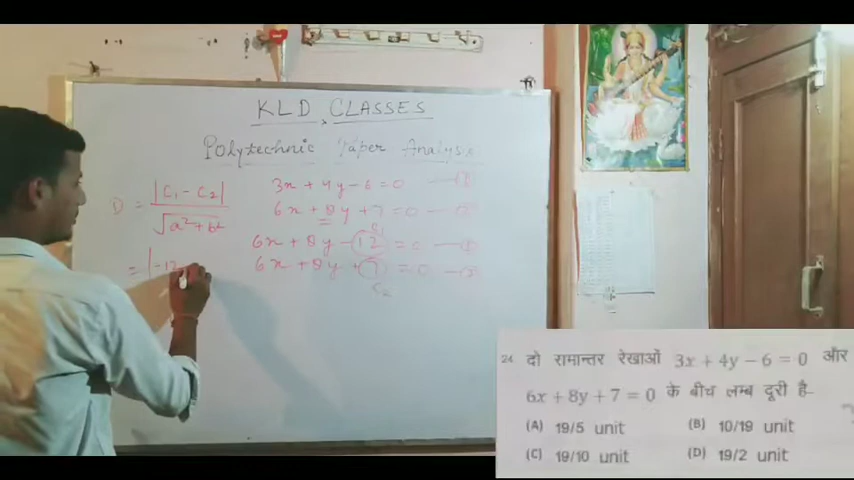 KLD CLASSES
Polytechnic Paper Analysis
D = |C₁ - C₂| / √a²+b²
3x + 4y - 6 = 0 — ①
6x + 8y + 7 = 0 — ②
6x + 8y - 12 = 0 — ①
6x + 8y + 7 = 0 — ②
C₂
= |-12
24 दो समान्तर रेखाओं 3x + 4y − 6 = 0 और
6x + 8y + 7 = 0 के बीच लम्ब दूरी है-
(A) 19/5 unit (B) 10/19 unit
(C) 19/10 unit (D) 19/2 unit